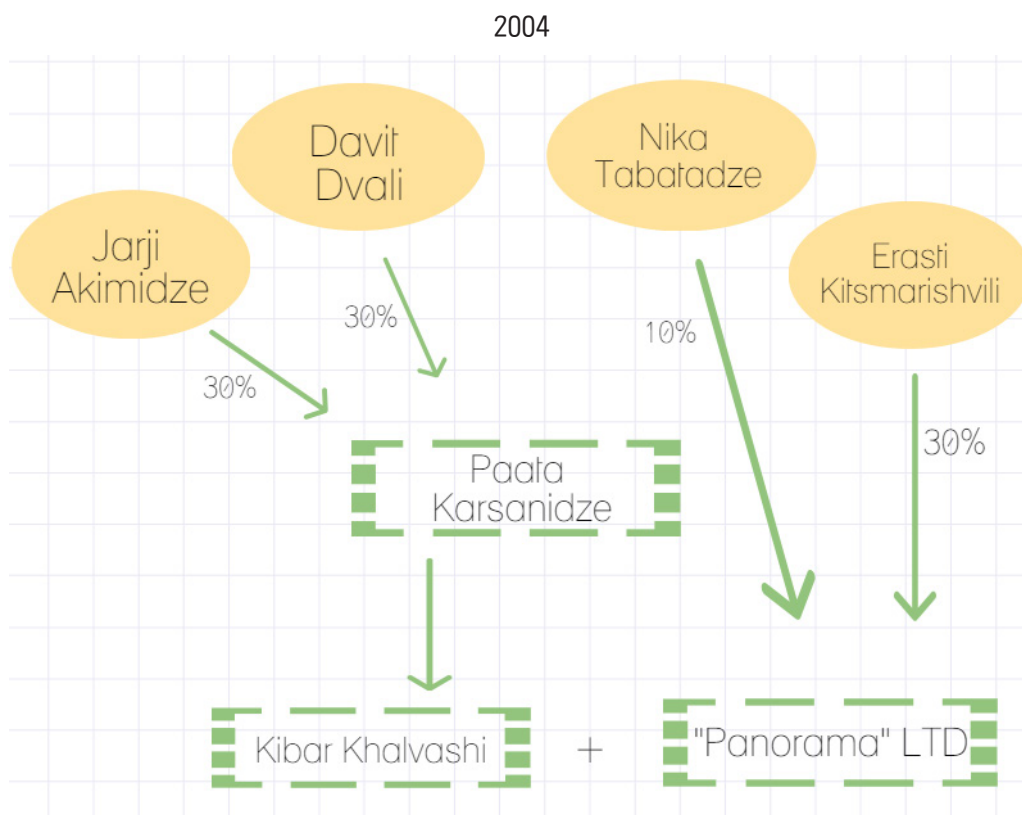 2004
Davit
Dvali
Nika
Tabatadze
Jarji
Akimidze
Erasti
Kitsmarishvili
30%
10%
30%
30%
Paata
Karsanidze
Kibar Khalvashi
+
"Panorama" LTD